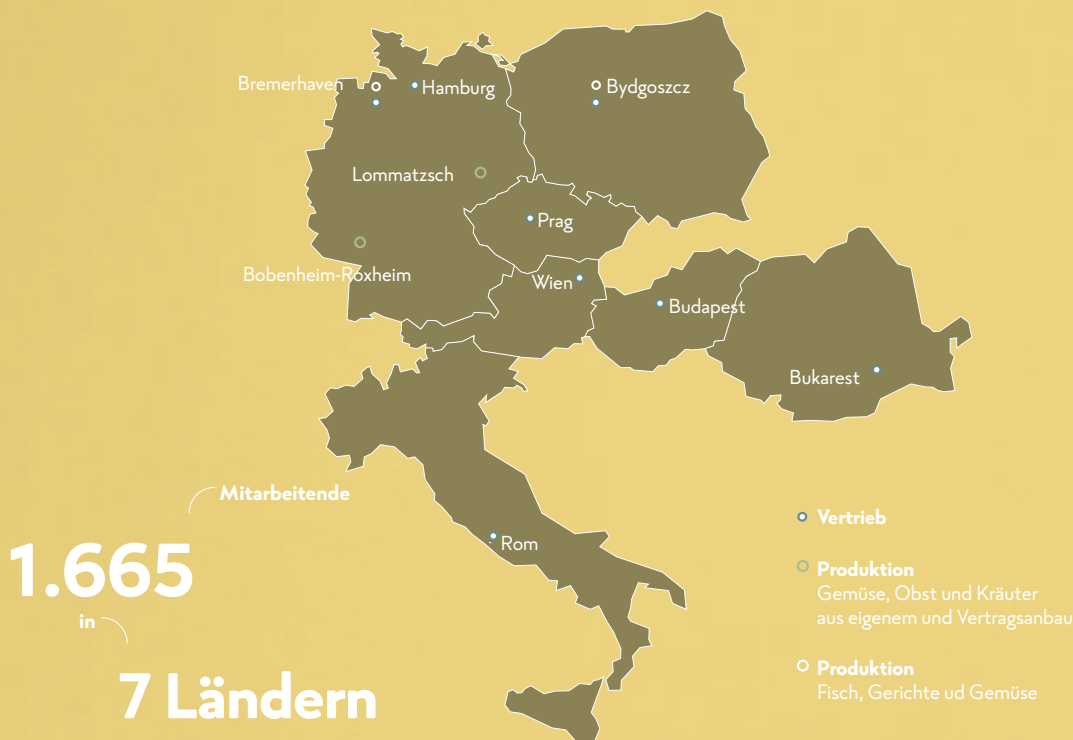 Bremerhaven
Hamburg
Bydgoszcz
Lommatzsch
Prag
Bobenheim-Roxheim
Wien
Budapest
Bukarest
Rom
Mitarbeitende
1.665
in
7 Ländern
Vertrieb
Produktion
Gemüse, Obst und Kräuter
aus eigenem und Vertragsanbau
Produktion
Fisch, Gerichte ud Gemüse